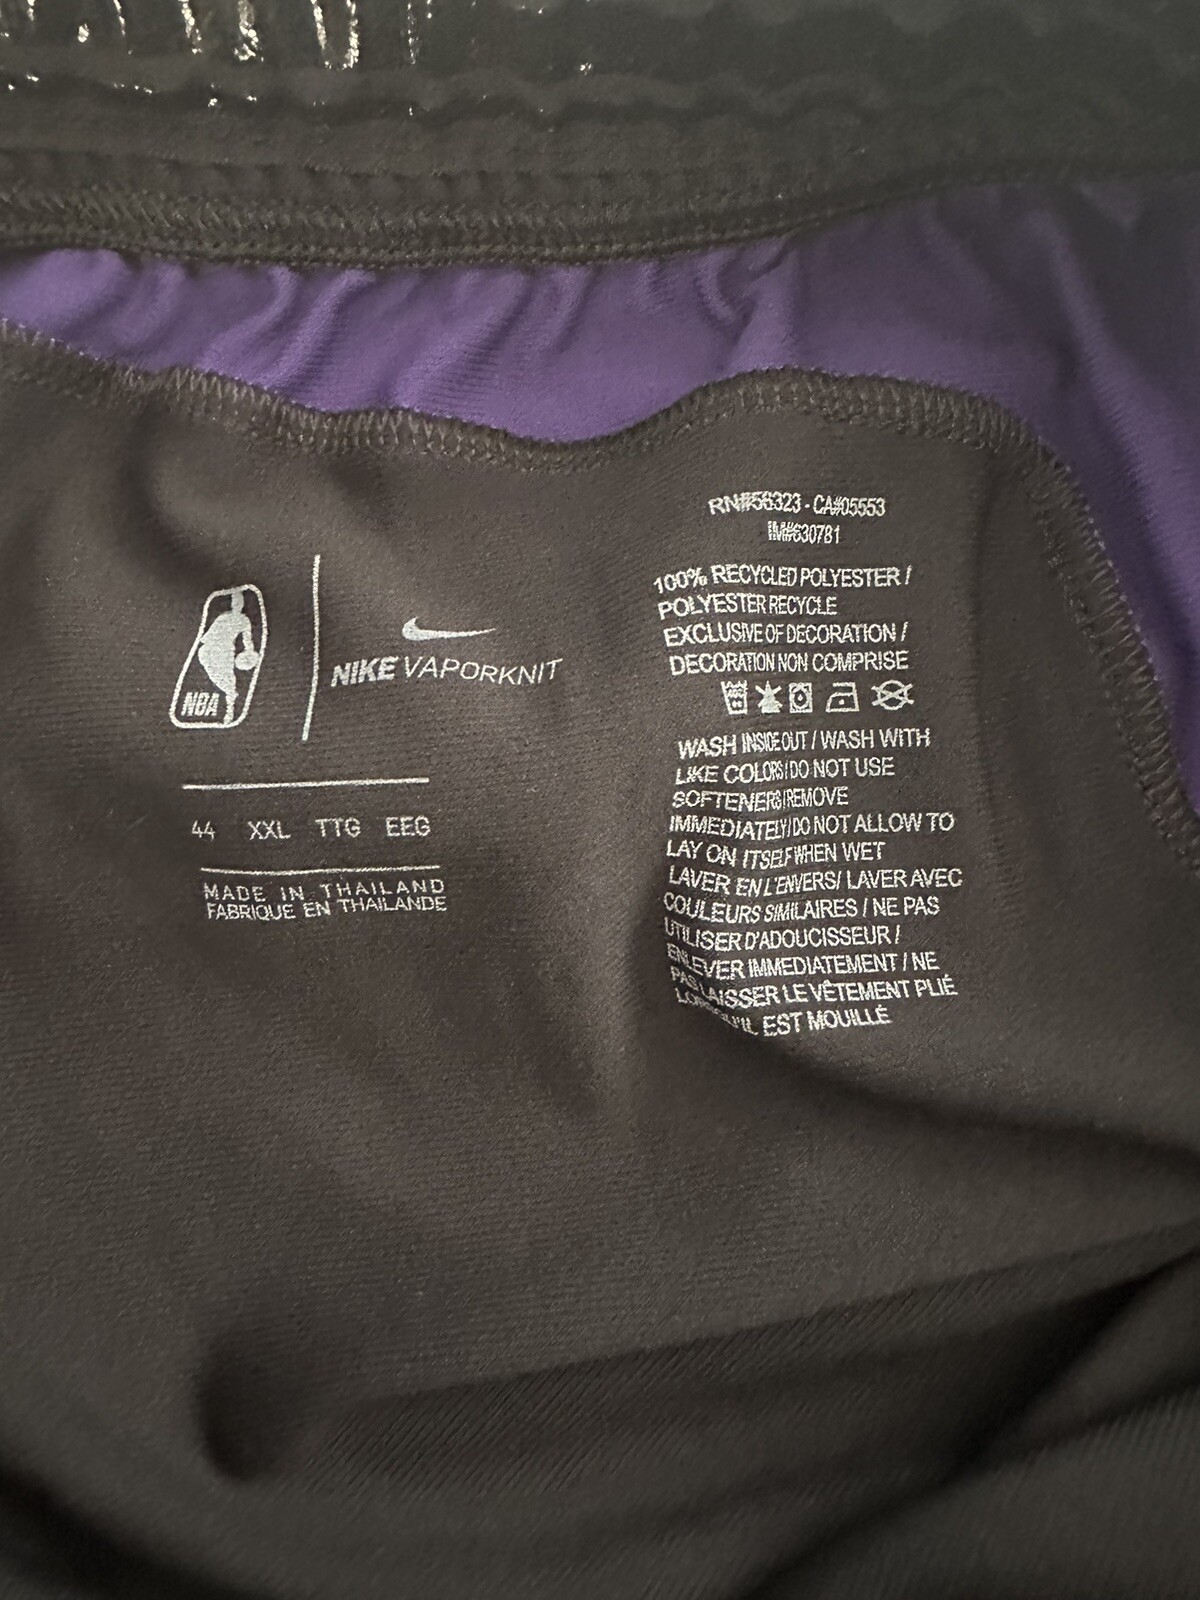 NBA
NIKE VAPORKNIT
44 XXL TTG EEG
MADE IN THAILAND
FABRIQUE EN THAILANDE
RN#56323 - CA#05553
IM#630781
100% RECYCLED POLYESTER /
POLYESTER RECYCLE
EXCLUSIVE OF DECORATION /
DECORATION NON COMPRISE
WASH INSIDE OUT / WASH WITH
LIKE COLORS / DO NOT USE
SOFTENERS / REMOVE
IMMEDIATELY / DO NOT ALLOW TO
LAY ON ITSELF WHEN WET
LAVER EN L'ENVERS / LAVER AVEC
COULEURS SIMILAIRES / NE PAS
UTILISER D'ADOUCISSEUR /
ENLEVER IMMEDIATEMENT / NE
PAS LAISSER LE VÊTEMENT PLIÉ
LORSQU'IL EST MOUILLÉ